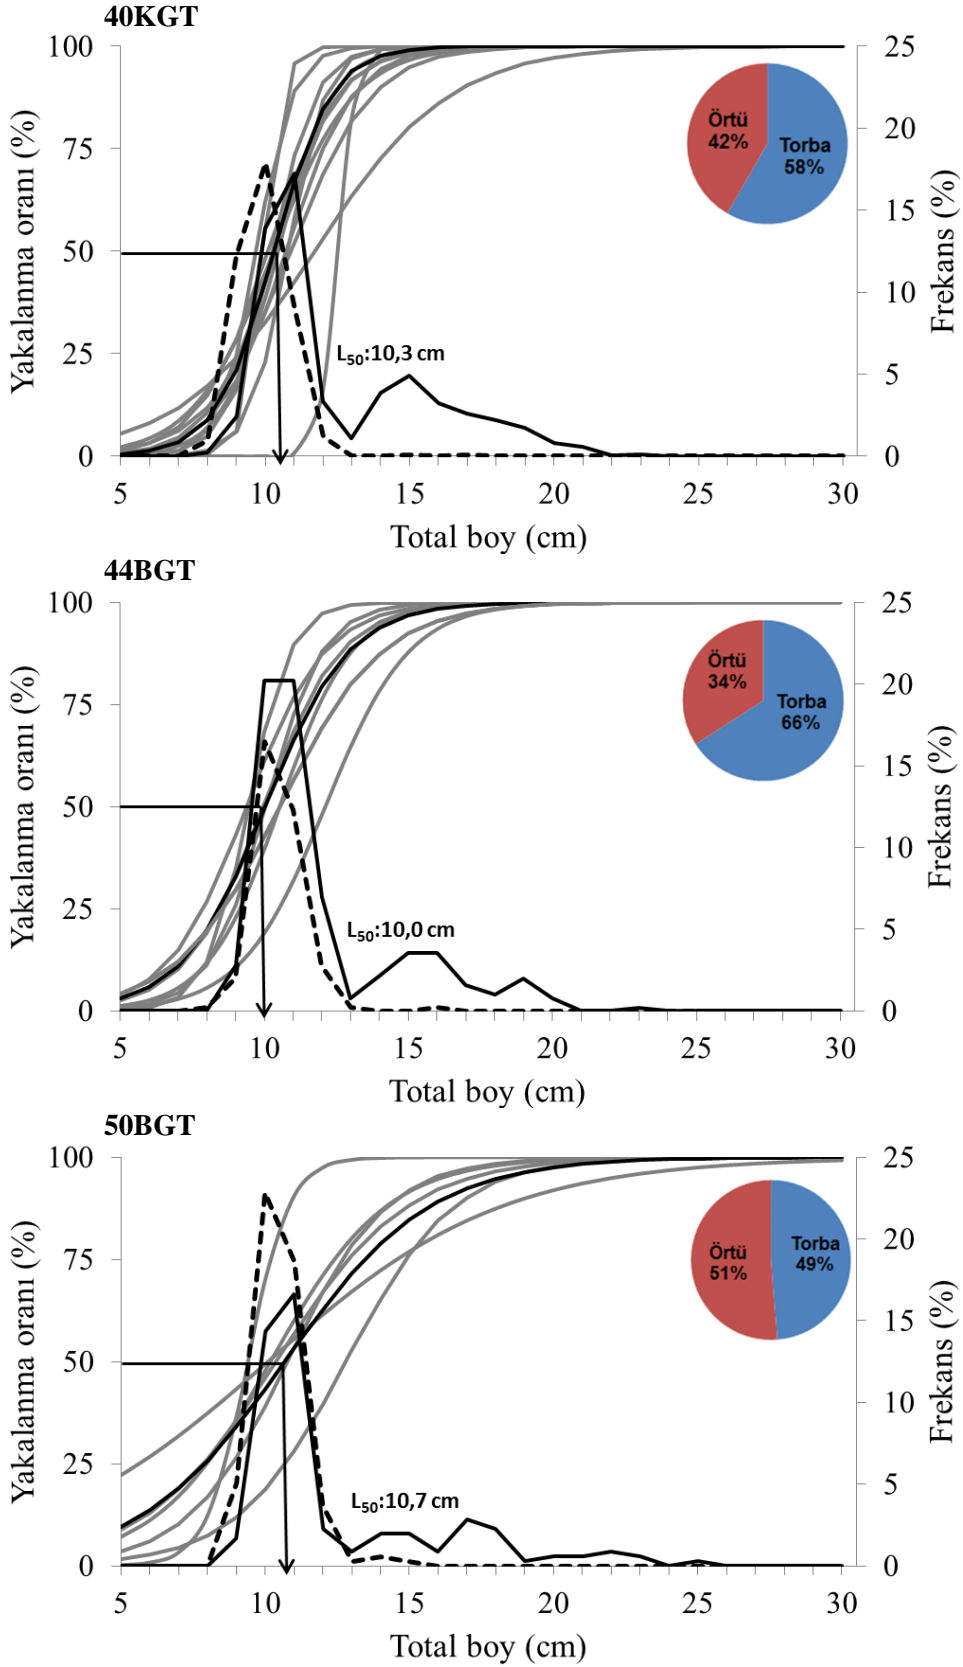 40KGT
100
75
50
25
0
Yakalanma oranı (%)
25
20
15
10
5
0
Frekans (%)
Örtü
42%
Torba
58%
L50:10,3 cm
5 10 15 20 25 30
Total boy (cm)
44BGT
100
75
50
25
0
Yakalanma oranı (%)
25
20
15
10
5
0
Frekans (%)
Örtü
34%
Torba
66%
L50:10,0 cm
5 10 15 20 25 30
Total boy (cm)
50BGT
100
75
50
25
0
Yakalanma oranı (%)
25
20
15
10
5
0
Frekans (%)
Örtü
51%
Torba
49%
L50:10,7 cm
5 10 15 20 25 30
Total boy (cm)